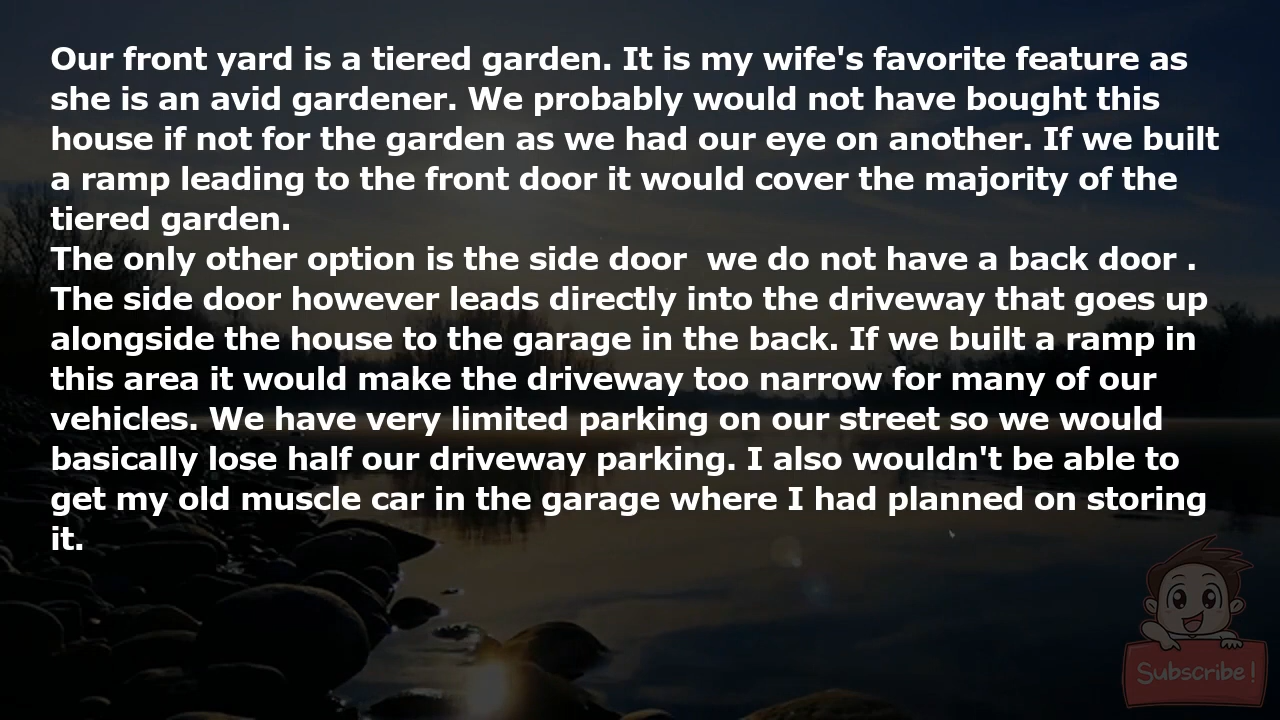 Our front yard is a tiered garden. It is my wife's favorite feature as
she is an avid gardener. We probably would not have bought this
house if not for the garden as we had our eye on another. If we built
a ramp leading to the front door it would cover the majority of the
tiered garden.
The only other option is the side door  we do not have a back door .
The side door however leads directly into the driveway that goes up
alongside the house to the garage in the back. If we built a ramp in
this area it would make the driveway too narrow for many of our
vehicles. We have very limited parking on our street so we would
basically lose half our driveway parking. I also wouldn't be able to
get my old muscle car in the garage where I had planned on storing
it.
Subscribe!